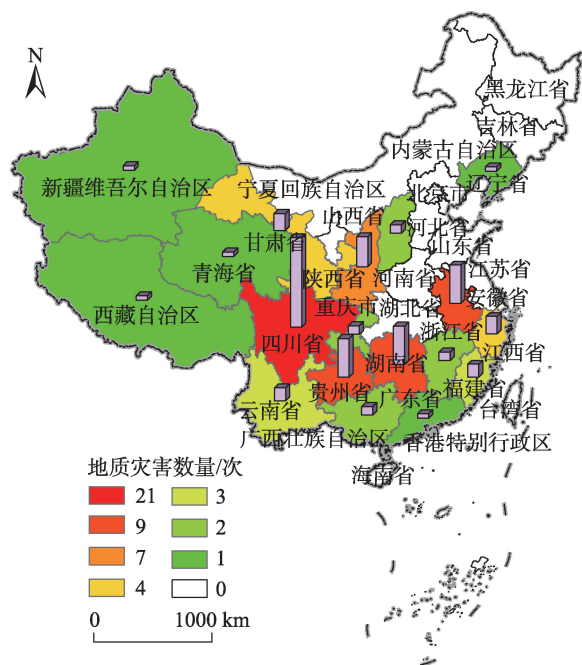 N
黑龙江省
吉林省
内蒙古自治区
辽宁省
新疆维吾尔自治区
宁夏回族自治区
北京市
山西省
河北省
甘肃省
山东省
青海省
陕西省
河南省
江苏省
西藏自治区
重庆市
湖北省
安徽省
四川省
浙江省
湖南省
江西省
贵州省
广东省
福建省
云南省
台湾省
广西壮族自治区
香港特别行政区
海南省
地质灾害数量/次
21
3
9
2
7
1
4
0
0
1000 km